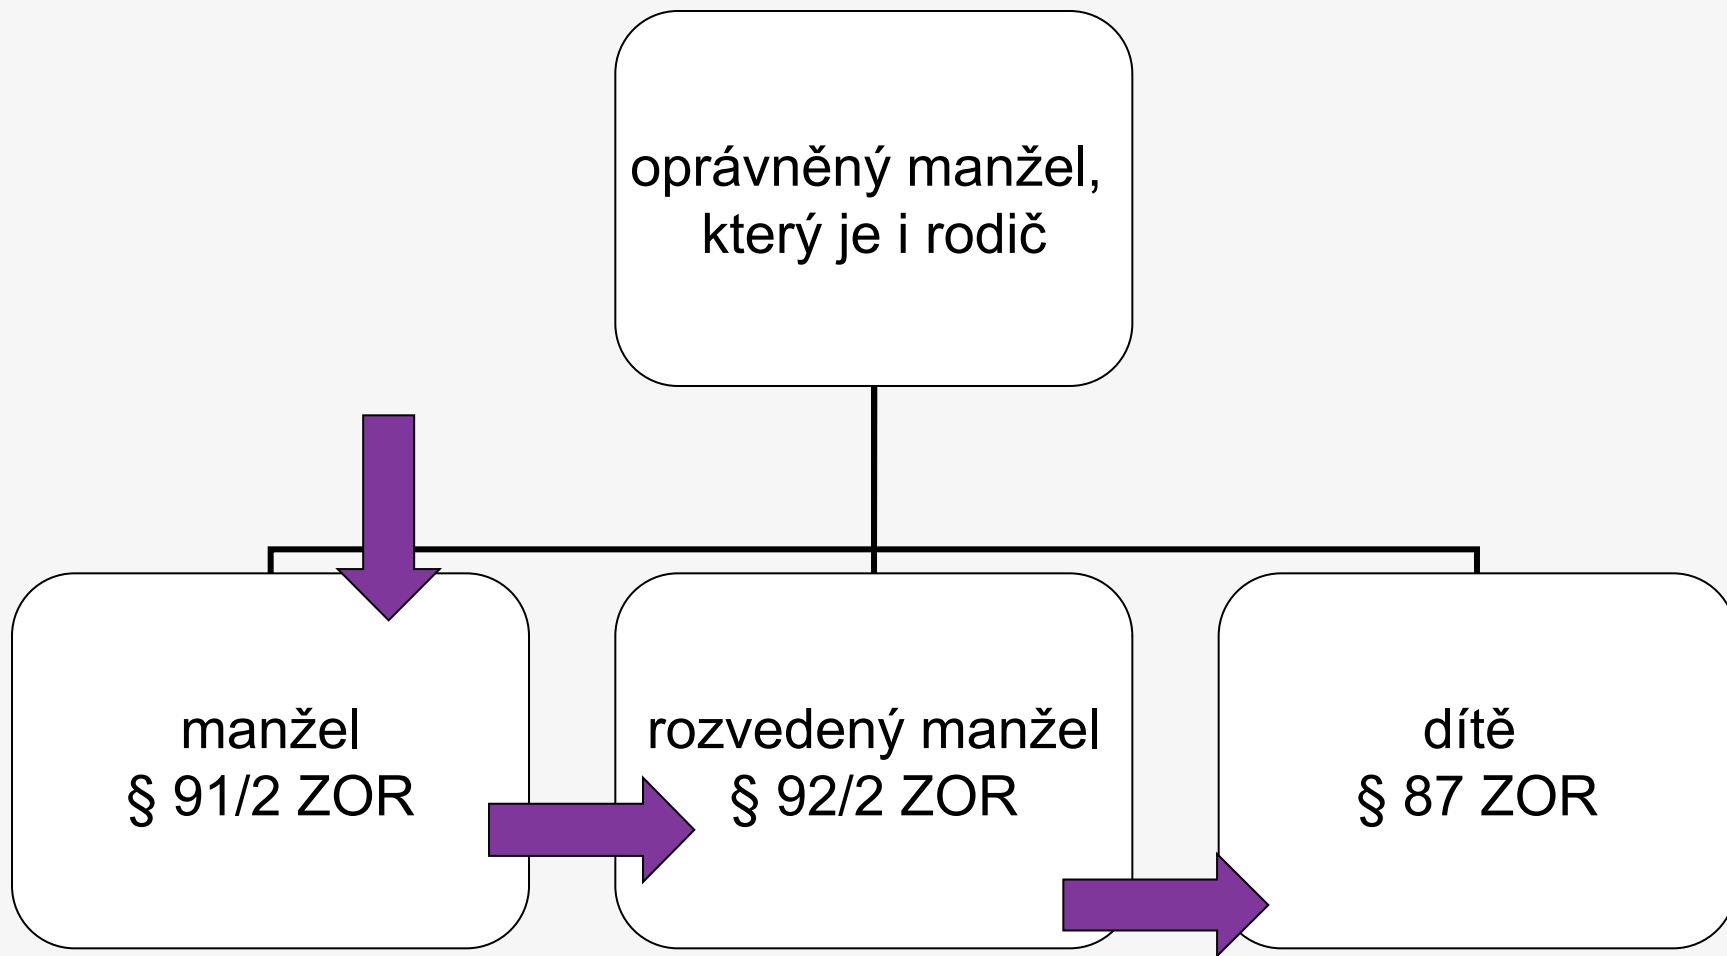 oprávněný manžel,
který je i rodič
manžel
§ 91/2 ZOR
rozvedený manžel
§ 92/2 ZOR
dítě
§ 87 ZOR